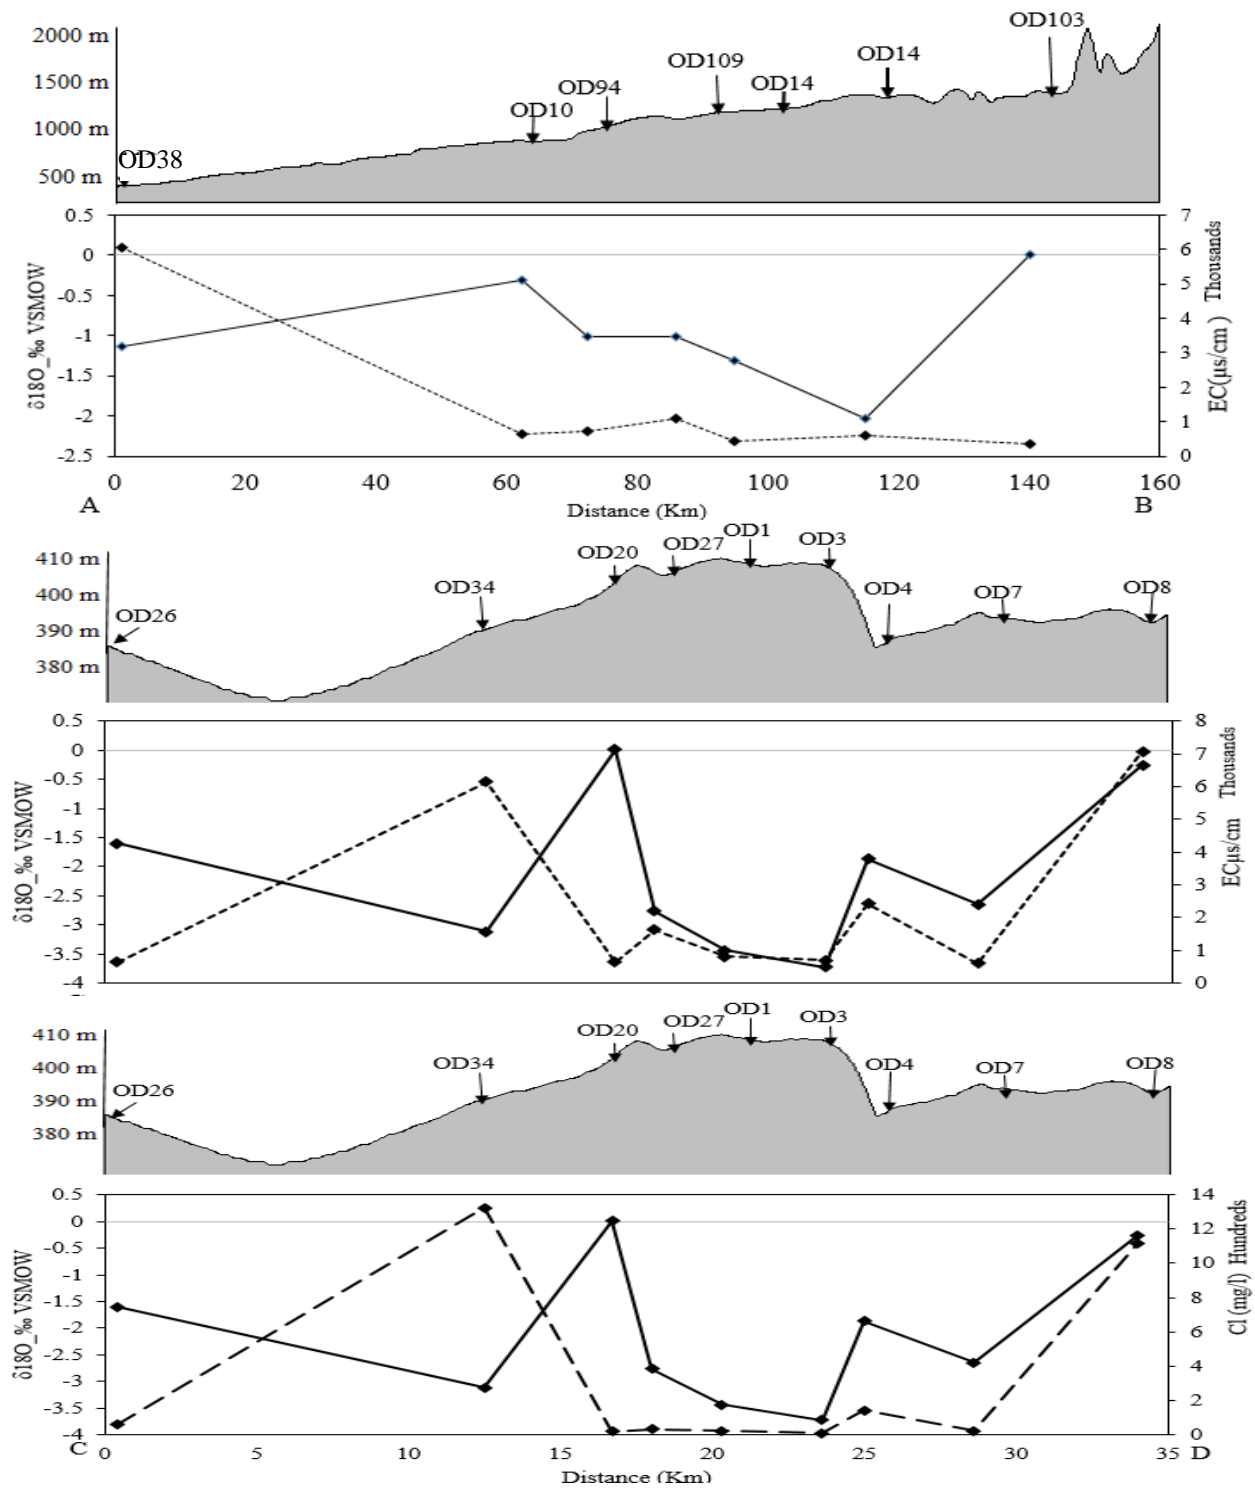 OD103
2000 m
OD14
OD109
1500 m
OD94
OD14
OD10
1000 m
OD38
500 m
0.5
0
-0.5
-1
-1.5
-2
-2.5
δ18O_‰ VSMOW
7
6
5
4
3
2
1
0
EC(µs/cm)
Thousands
0 20 40 60 80 100 120 140 160
A
Distance (Km)
B
OD1
OD3
OD27
OD20
410 m
OD34
OD4
OD7
OD8
400 m
OD26
390 m
380 m
0.5
0
-0.5
-1
-1.5
-2
-2.5
-3
-3.5
-4
δ18O_‰ VSMOW
8
7
6
5
4
3
2
1
0
ECµs/cm
Thousands
OD1
OD3
OD27
OD20
410 m
OD34
OD4
OD7
OD8
400 m
OD26
390 m
380 m
0.5
0
-0.5
-1
-1.5
-2
-2.5
-3
-3.5
-4
δ18O_‰ VSMOW
14
12
10
8
6
4
2
0
Cl (mg/l) Hundreds
C
0 5 10 15 20 25 30 35
D
Distance (Km)